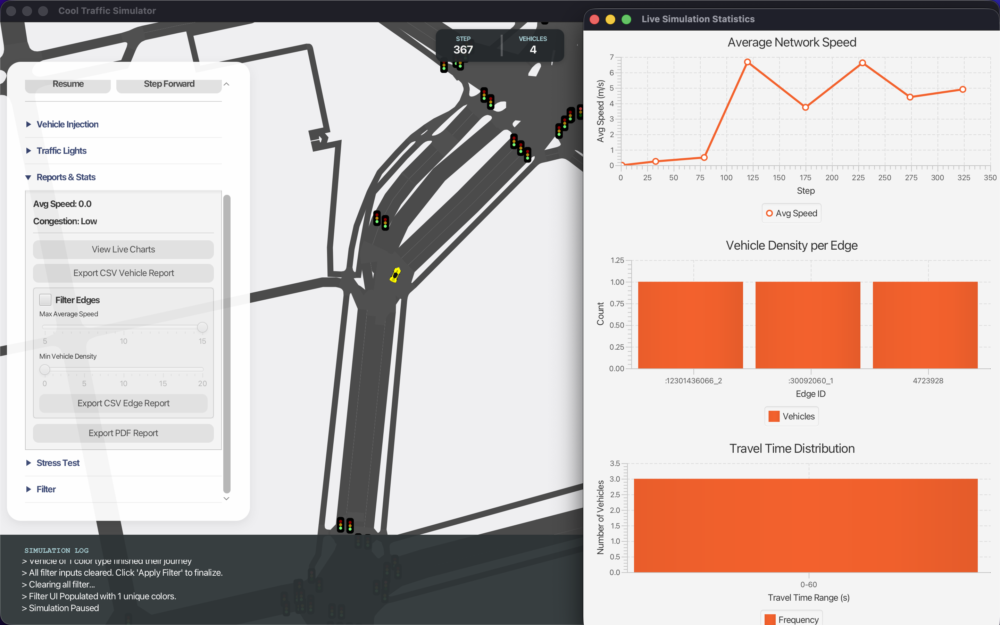 Cool Traffic Simulator
STEP
367
VEHICLES
4
Resume
Step Forward
Vehicle Injection
Traffic Lights
Reports & Stats
Avg Speed: 0.0
Congestion: Low
View Live Charts
Export CSV Vehicle Report
Filter Edges
Max Average Speed
5 10 15
Min Vehicle Density
0 5 10 15 20
Export CSV Edge Report
Export PDF Report
Stress Test
Filter
SIMULATION LOG
> Vehicle of 1 color type finished their journey
> All filter inputs cleared. Click 'Apply Filter' to finalize.
> Clearing all filter...
> Filter UI Populated with 1 unique colors.
> Simulation Paused
Live Simulation Statistics
Average Network Speed
Avg Speed (m/s)
7
6
5
4
3
2
1
0
0 25 50 75 100 125 150 175 200 225 250 275 300 325 350
Step
Avg Speed
Vehicle Density per Edge
Count
1.25
1.00
0.75
0.50
0.25
0.00
:12301436066_2 :30092060_1 4723928
Edge ID
Vehicles
Travel Time Distribution
Number of Vehicles
3.5
3.0
2.5
2.0
1.5
1.0
0.5
0.0
0-60
Travel Time Range (s)
Frequency